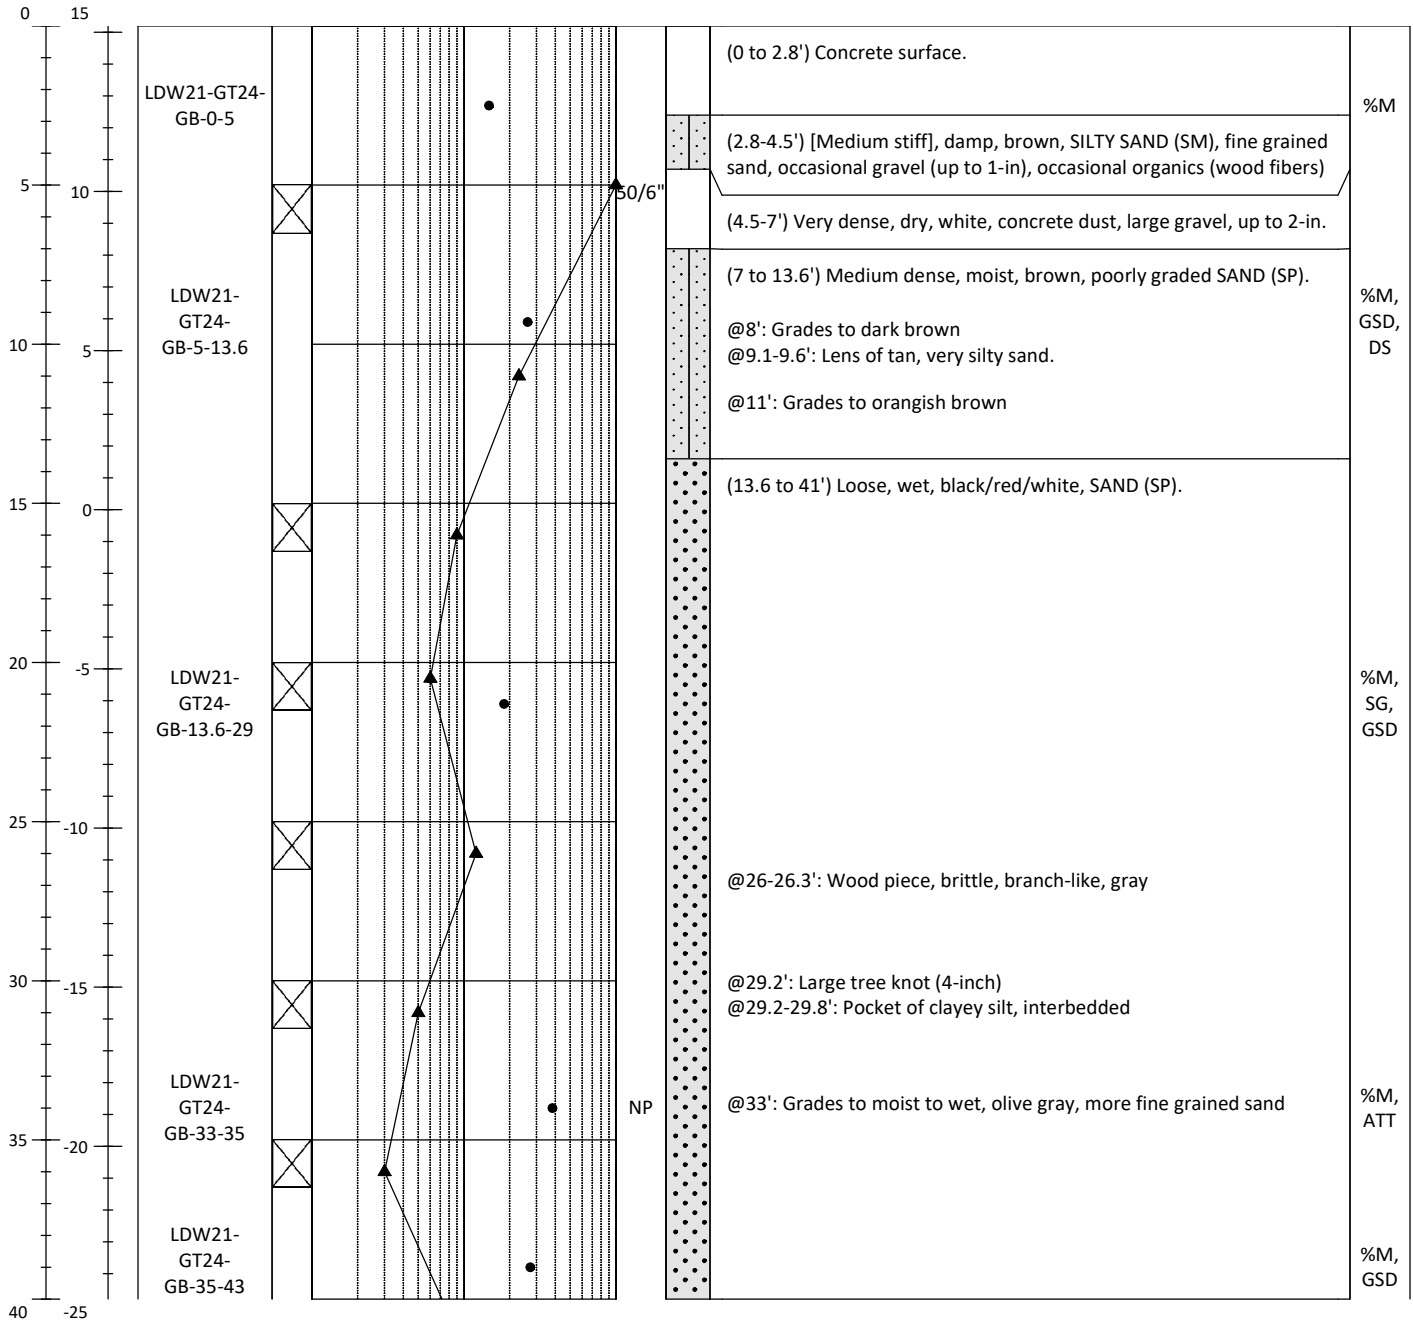 0
15
(0 to 2.8') Concrete surface.
LDW21-GT24-
GB-0-5
%M
(2.8-4.5') [Medium stiff], damp, brown, SILTY SAND (SM), fine grained
sand, occasional gravel (up to 1-in), occasional organics (wood fibers)
5
10
50/6"
(4.5-7') Very dense, dry, white, concrete dust, large gravel, up to 2-in.
(7 to 13.6') Medium dense, moist, brown, poorly graded SAND (SP).
LDW21-
GT24-
GB-5-13.6
%M,
GSD,
DS
@8': Grades to dark brown
@9.1-9.6': Lens of tan, very silty sand.
10
5
@11': Grades to orangish brown
(13.6 to 41') Loose, wet, black/red/white, SAND (SP).
15
0
20
-5
LDW21-
GT24-
GB-13.6-29
%M,
SG,
GSD
25
-10
@26-26.3': Wood piece, brittle, branch-like, gray
30
-15
@29.2': Large tree knot (4-inch)
@29.2-29.8': Pocket of clayey silt, interbedded
LDW21-
GT24-
GB-33-35
NP
@33': Grades to moist to wet, olive gray, more fine grained sand
%M,
ATT
35
-20
LDW21-
GT24-
GB-35-43
%M,
GSD
40
-25